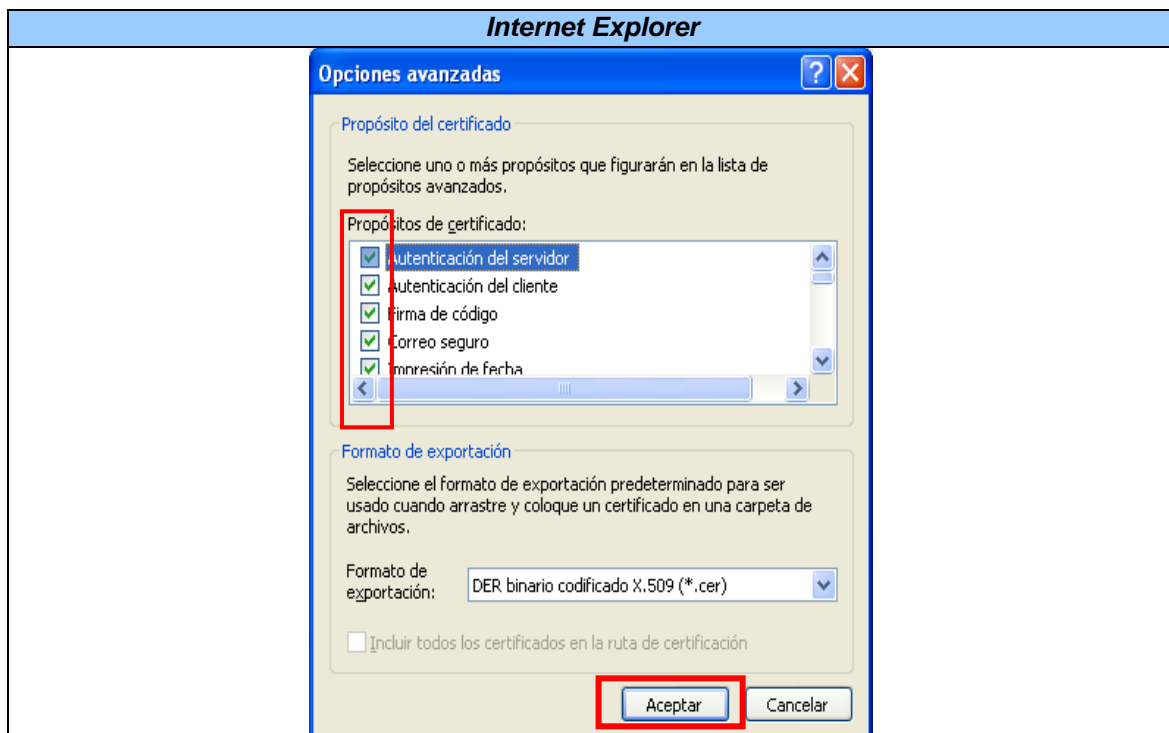 Internet Explorer
Opciones avanzadas
Propósito del certificado
Seleccione uno o más propósitos que figurarán en la lista de
propósitos avanzados.
Propósitos de certificado:
Autenticación del servidor
Autenticación del cliente
Firma de código
Correo seguro
Impresión de fecha
Formato de exportación
Seleccione el formato de exportación predeterminado para ser
usado cuando arrastre y coloque un certificado en una carpeta de
archivos.
Formato de
exportación:
DER binario codificado X.509 (*.cer)
Incluir todos los certificados en la ruta de certificación
Aceptar
Cancelar